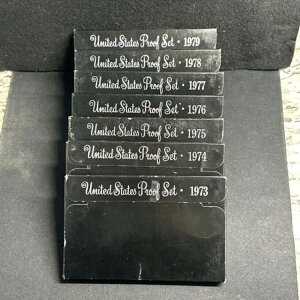 United States Proof Set · 1979
United States Proof Set · 1978
United States Proof Set · 1977
United States Proof Set · 1976
United States Proof Set · 1975
United States Proof Set · 1974
United States Proof Set · 1973